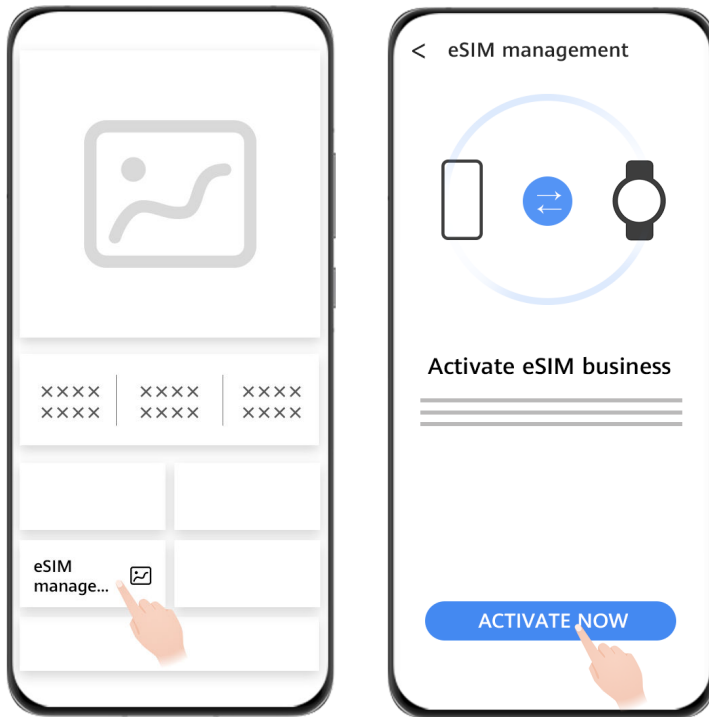 ××××
××××
××××
××××
××××
××××
eSIM
manage...
< eSIM management
Activate eSIM business
ACTIVATE NOW